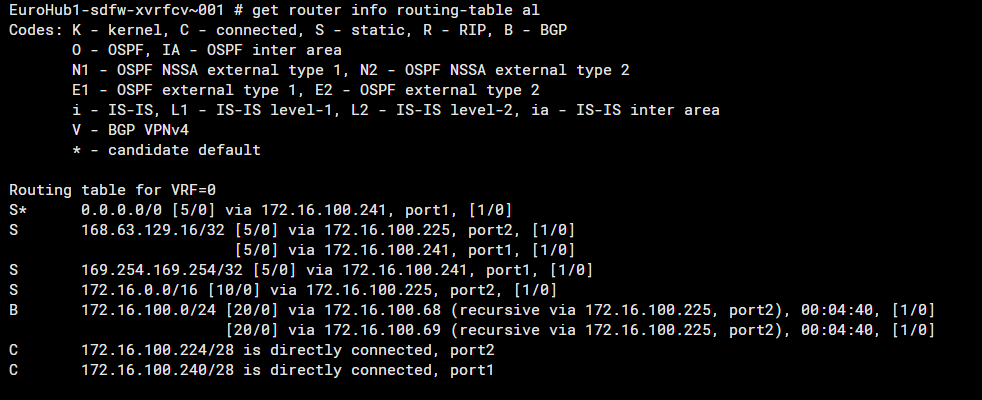 EuroHub1-sdfw-xvrfcv~001 # get router info routing-table al
Codes: K - kernel, C - connected, S - static, R - RIP, B - BGP
       O - OSPF, IA - OSPF inter area
       N1 - OSPF NSSA external type 1, N2 - OSPF NSSA external type 2
       E1 - OSPF external type 1, E2 - OSPF external type 2
       i - IS-IS, L1 - IS-IS level-1, L2 - IS-IS level-2, ia - IS-IS inter area
       V - BGP VPNv4
       * - candidate default

Routing table for VRF=0
S*      0.0.0.0/0 [5/0] via 172.16.100.241, port1, [1/0]
S       168.63.129.16/32 [5/0] via 172.16.100.225, port2, [1/0]
                         [5/0] via 172.16.100.241, port1, [1/0]
S       169.254.169.254/32 [5/0] via 172.16.100.241, port1, [1/0]
S       172.16.0.0/16 [10/0] via 172.16.100.225, port2, [1/0]
B       172.16.100.0/24 [20/0] via 172.16.100.68 (recursive via 172.16.100.225, port2), 00:04:40, [1/0]
                        [20/0] via 172.16.100.69 (recursive via 172.16.100.225, port2), 00:04:40, [1/0]
C       172.16.100.224/28 is directly connected, port2
C       172.16.100.240/28 is directly connected, port1